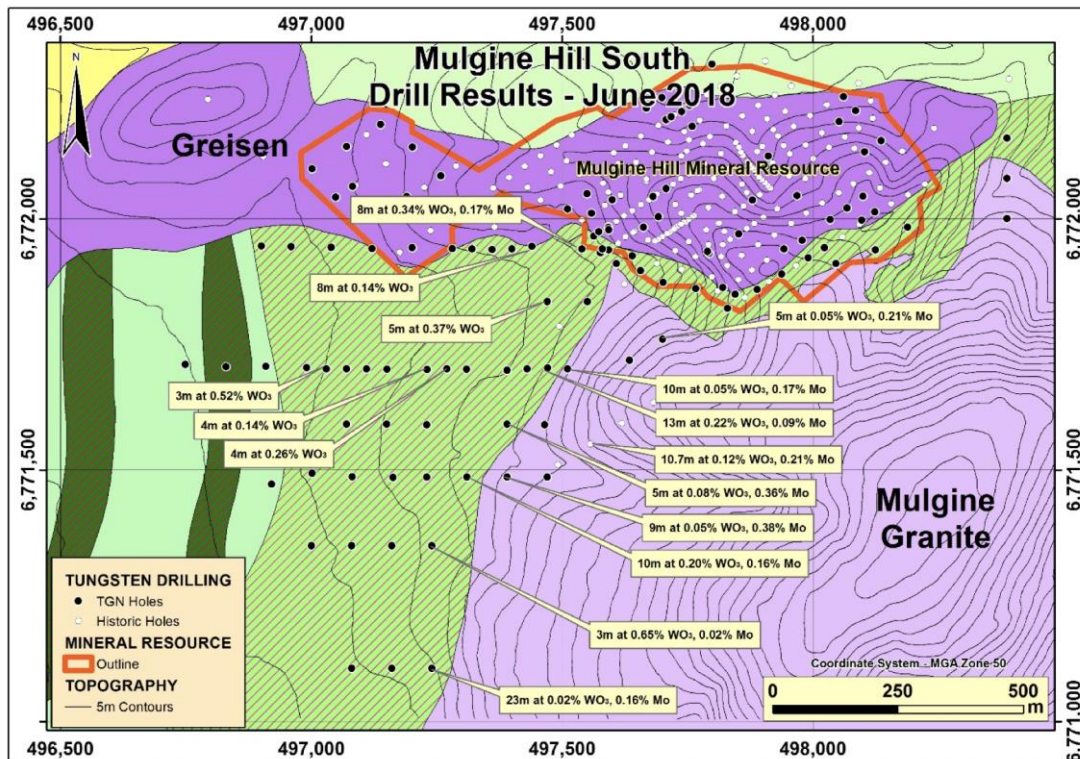 496,500 497,000 497,500 498,000
N
Mulgine Hill South
Drill Results - June 2018
Greisen
Mulgine Hill Mineral Resource
6,772,000
6,772,000
8m at 0.34% WO₃, 0.17% Mo
8m at 0.14% WO₃
5m at 0.37% WO₃
5m at 0.05% WO₃, 0.21% Mo
3m at 0.52% WO₃
10m at 0.05% WO₃, 0.17% Mo
4m at 0.14% WO₃
13m at 0.22% WO₃, 0.09% Mo
4m at 0.26% WO₃
10.7m at 0.12% WO₃, 0.21% Mo
6,771,500
6,771,500
5m at 0.08% WO₃, 0.36% Mo
Mulgine
Granite
9m at 0.05% WO₃, 0.38% Mo
10m at 0.20% WO₃, 0.16% Mo
3m at 0.65% WO₃, 0.02% Mo
23m at 0.02% WO₃, 0.16% Mo
TUNGSTEN DRILLING
TGN Holes
Historic Holes
MINERAL RESOURCE
Outline
TOPOGRAPHY
5m Contours
Coordinate System - MGA Zone 50
0 250 500
m
6,771,000
496,500 497,000 497,500 498,000